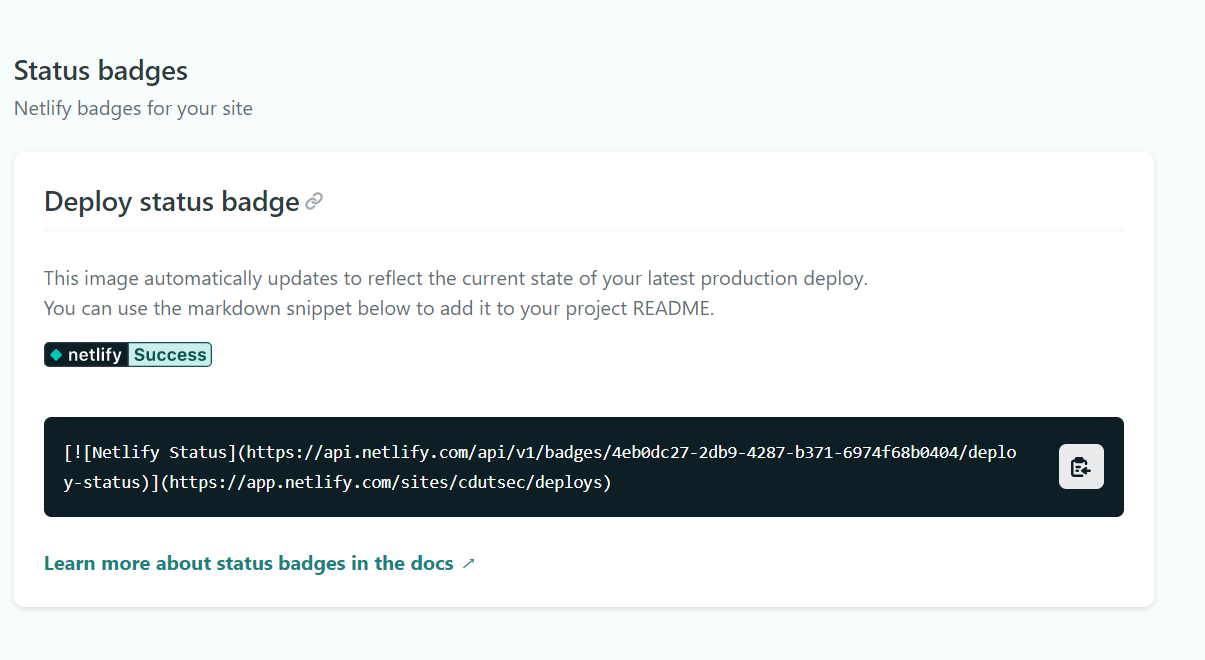 Status badges
Netlify badges for your site
Deploy status badge
This image automatically updates to reflect the current state of your latest production deploy.
You can use the markdown snippet below to add it to your project README.
netlify Success
[![Netlify Status](https://api.netlify.com/api/v1/badges/4eb0dc27-2db9-4287-b371-6974f68b0404/deplo
y-status)](https://app.netlify.com/sites/cdutsec/deploys)
Learn more about status badges in the docs ↗